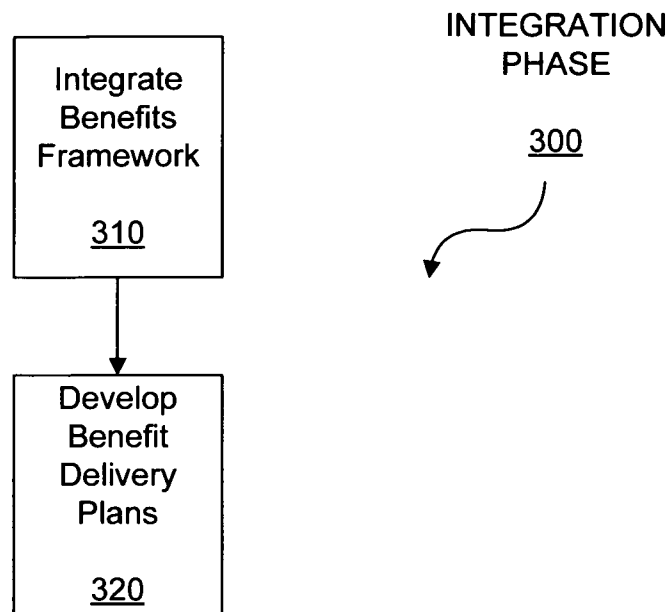 INTEGRATION
PHASE
300
Integrate
Benefits
Framework
310
Develop
Benefit
Delivery
Plans
320